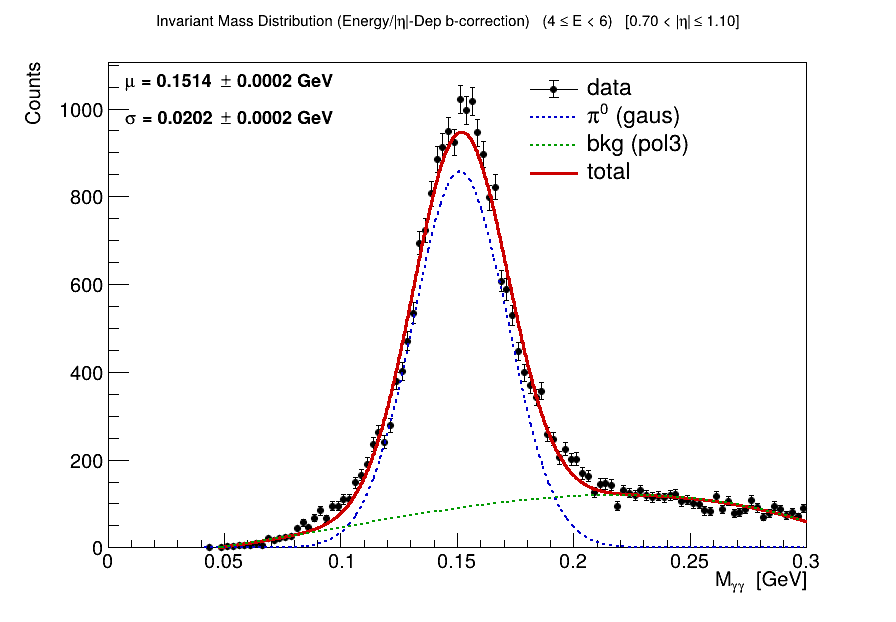 Invariant Mass Distribution (Energy/|η|-Dep b-correction) (4 ≤ E < 6) [0.70 < |η| ≤ 1.10]
Counts
μ = 0.1514 ± 0.0002 GeV
σ = 0.0202 ± 0.0002 GeV
data
π⁰ (gaus)
bkg (pol3)
total
1000
800
600
400
200
0
0 0.05 0.1 0.15 0.2 0.25 0.3
M_γγ [GeV]